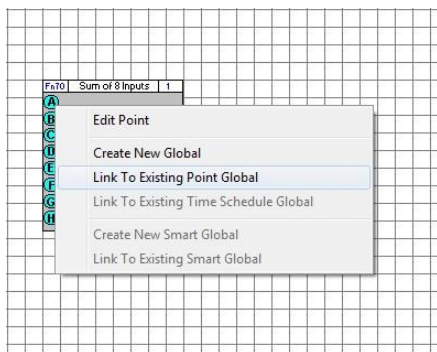 Fn70 Sum of 8 Inputs 1
A
B
C
D
E
F
G
H
Edit Point
Create New Global
Link To Existing Point Global
Link To Existing Time Schedule Global
Create New Smart Global
Link To Existing Smart Global